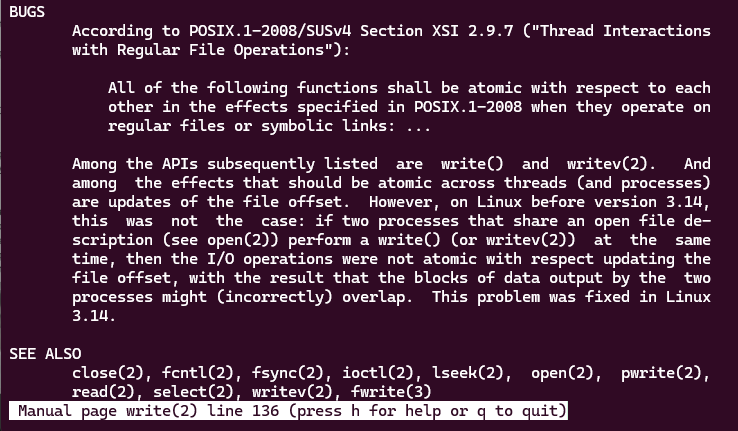 BUGS
According to POSIX.1-2008/SUSv4 Section XSI 2.9.7 ("Thread Interactions
with Regular File Operations"):
All of the following functions shall be atomic with respect to each
other in the effects specified in POSIX.1-2008 when they operate on
regular files or symbolic links: ...
Among the APIs subsequently listed are write() and writev(2). And
among the effects that should be atomic across threads (and processes)
are updates of the file offset. However, on Linux before version 3.14,
this was not the case: if two processes that share an open file de-
scription (see open(2)) perform a write() (or writev(2)) at the same
time, then the I/O operations were not atomic with respect updating the
file offset, with the result that the blocks of data output by the two
processes might (incorrectly) overlap. This problem was fixed in Linux
3.14.
SEE ALSO
close(2), fcntl(2), fsync(2), ioctl(2), lseek(2), open(2), pwrite(2),
read(2), select(2), writev(2), fwrite(3)
Manual page write(2) line 136 (press h for help or q to quit)